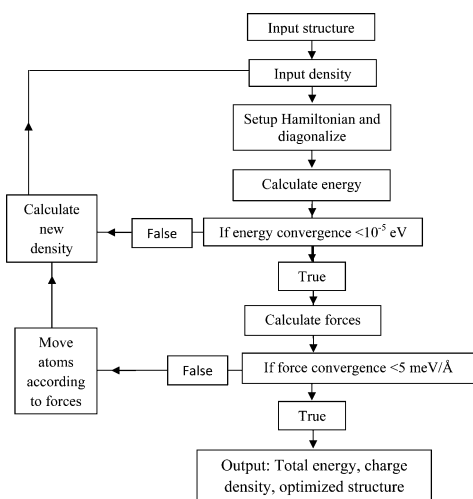 Input structure
Input density
Setup Hamiltonian and
diagonalize
Calculate energy
Calculate
new
density
False
If energy convergence <10⁻⁵ eV
True
Calculate forces
Move
atoms
according
to forces
False
If force convergence <5 meV/Å
True
Output: Total energy, charge
density, optimized structure